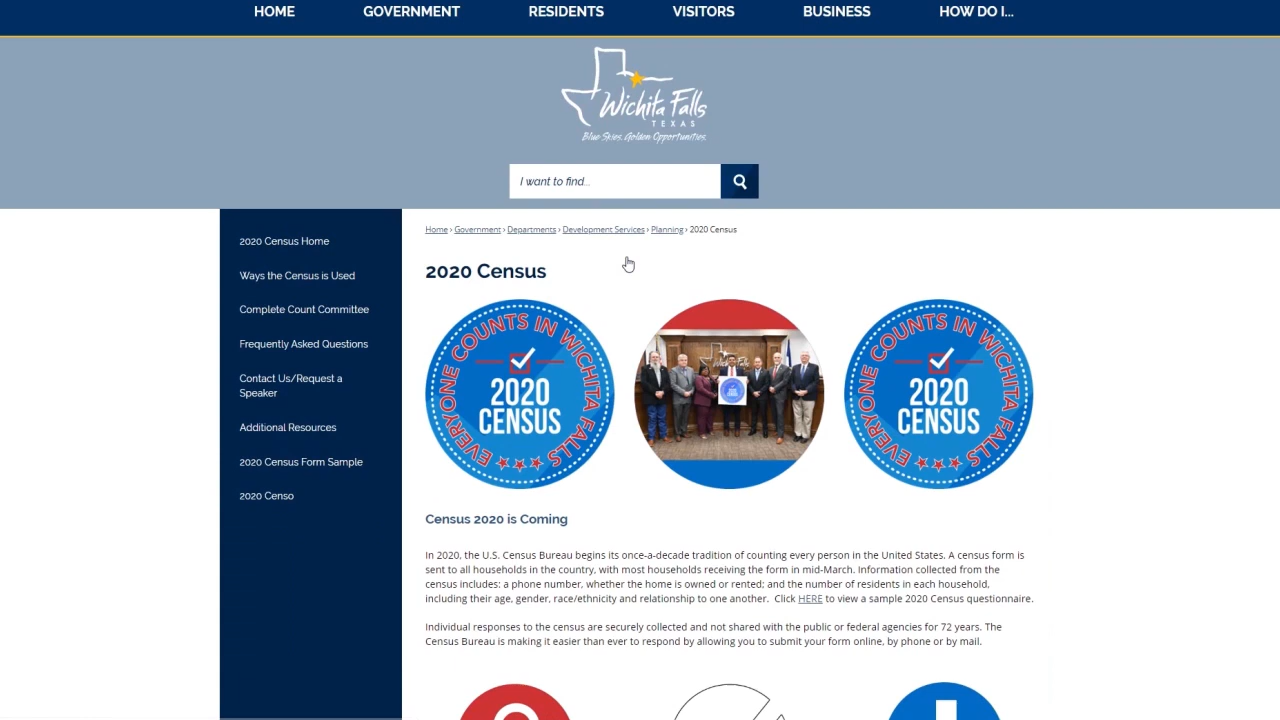 HOME GOVERNMENT RESIDENTS VISITORS BUSINESS HOW DO I...
Wichita Falls
TEXAS
Blue Skies. Golden Opportunities.
I want to find...
2020 Census Home
Ways the Census is Used
Complete Count Committee
Frequently Asked Questions
Contact Us/Request a
Speaker
Additional Resources
2020 Census Form Sample
2020 Censo
Home › Government › Departments › Development Services › Planning › 2020 Census
2020 Census
EVERYONE COUNTS IN WICHITA FALLS
2020
CENSUS
EVERYONE COUNTS IN WICHITA FALLS
2020
CENSUS
Census 2020 is Coming
In 2020, the U.S. Census Bureau begins its once-a-decade tradition of counting every person in the United States. A census form is
sent to all households in the country, with most households receiving the form in mid-March. Information collected from the
census includes: a phone number, whether the home is owned or rented; and the number of residents in each household,
including their age, gender, race/ethnicity and relationship to one another. Click HERE to view a sample 2020 Census questionnaire.
Individual responses to the census are securely collected and not shared with the public or federal agencies for 72 years. The
Census Bureau is making it easier than ever to respond by allowing you to submit your form online, by phone or by mail.